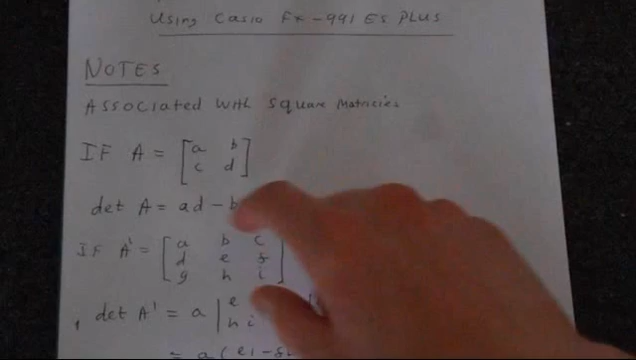 Using Casio fx-991 ES PLUS
NOTES
Associated with square Matricies
IF A = [a b
c d]
det A = ad - b
IF A' = [a b c
d e f
g h i]
det A' = a | e
h i
= a (ei - f